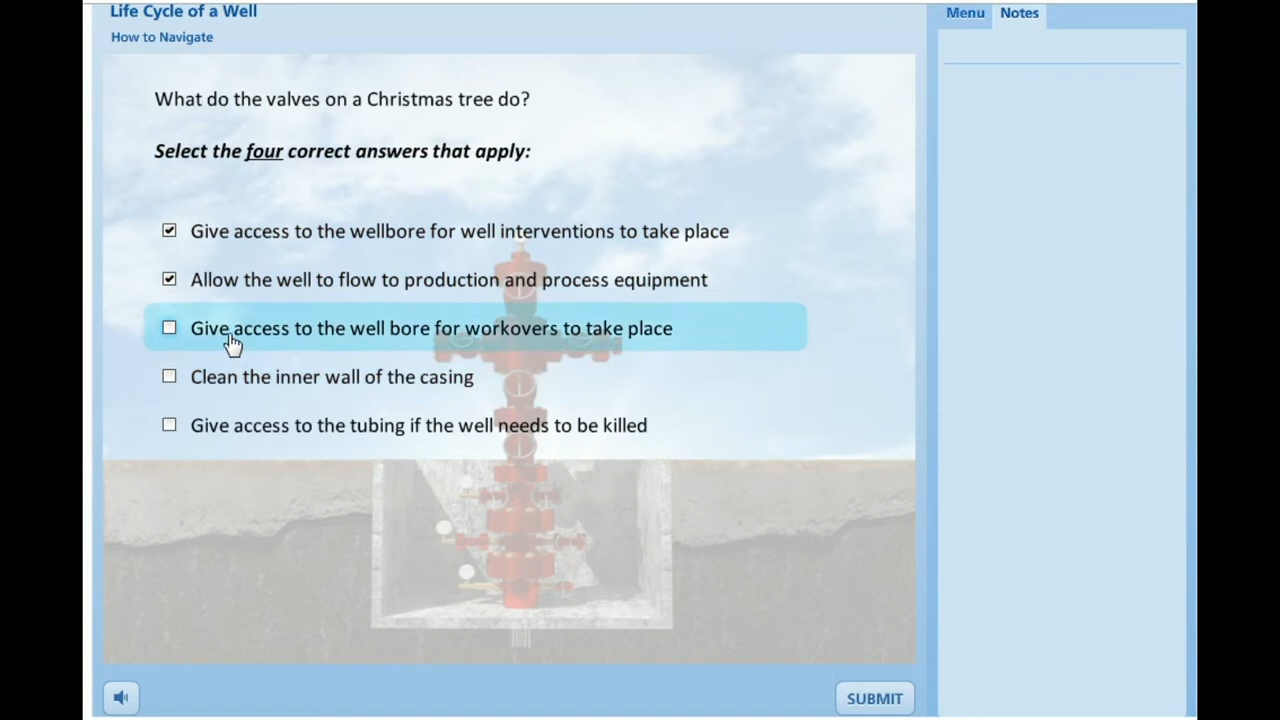 Life Cycle of a Well
How to Navigate
Menu Notes
What do the valves on a Christmas tree do?
Select the four correct answers that apply:
Give access to the wellbore for well interventions to take place
Allow the well to flow to production and process equipment
Give access to the well bore for workovers to take place
Clean the inner wall of the casing
Give access to the tubing if the well needs to be killed
SUBMIT